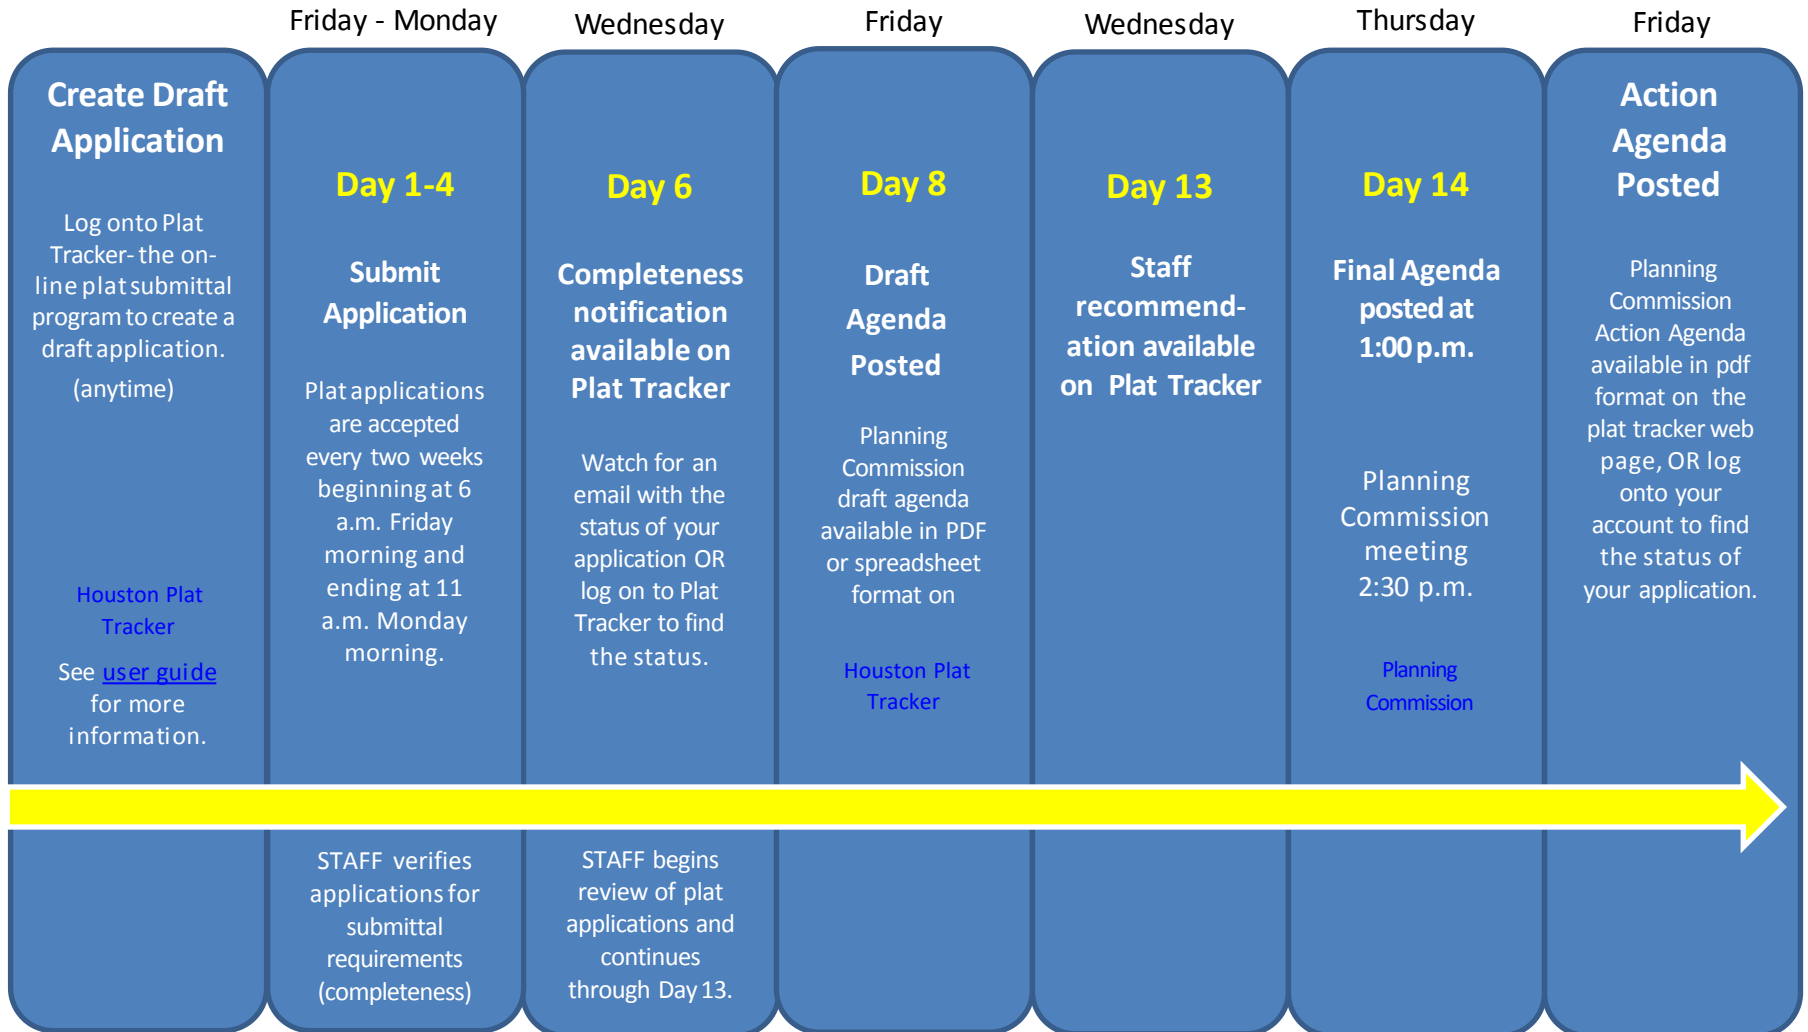 Friday - Monday
Wednesday
Friday
Wednesday
Thursday
Friday
Create Draft
Application
Log onto Plat
Tracker- the on-
line plat submittal
program to create a
draft application.
(anytime)
Houston Plat
Tracker
See user guide
for more
information.
Day 1-4
Submit
Application
Plat applications
are accepted
every two weeks
beginning at 6
a.m. Friday
morning and
ending at 11
a.m. Monday
morning.
STAFF verifies
applications for
submittal
requirements
(completeness)
Day 6
Completeness
notification
available on
Plat Tracker
Watch for an
email with the
status of your
application OR
log on to Plat
Tracker to find
the status.
STAFF begins
review of plat
applications and
continues
through Day 13.
Day 8
Draft
Agenda
Posted
Planning
Commission
draft agenda
available in PDF
or spreadsheet
format on
Houston Plat
Tracker
Day 13
Staff
recommend-
ation available
on Plat Tracker
Day 14
Final Agenda
posted at
1:00 p.m.
Planning
Commission
meeting
2:30 p.m.
Planning
Commission
Action
Agenda
Posted
Planning
Commission
Action Agenda
available in pdf
format on the
plat tracker web
page, OR log
onto your
account to find
the status of
your application.